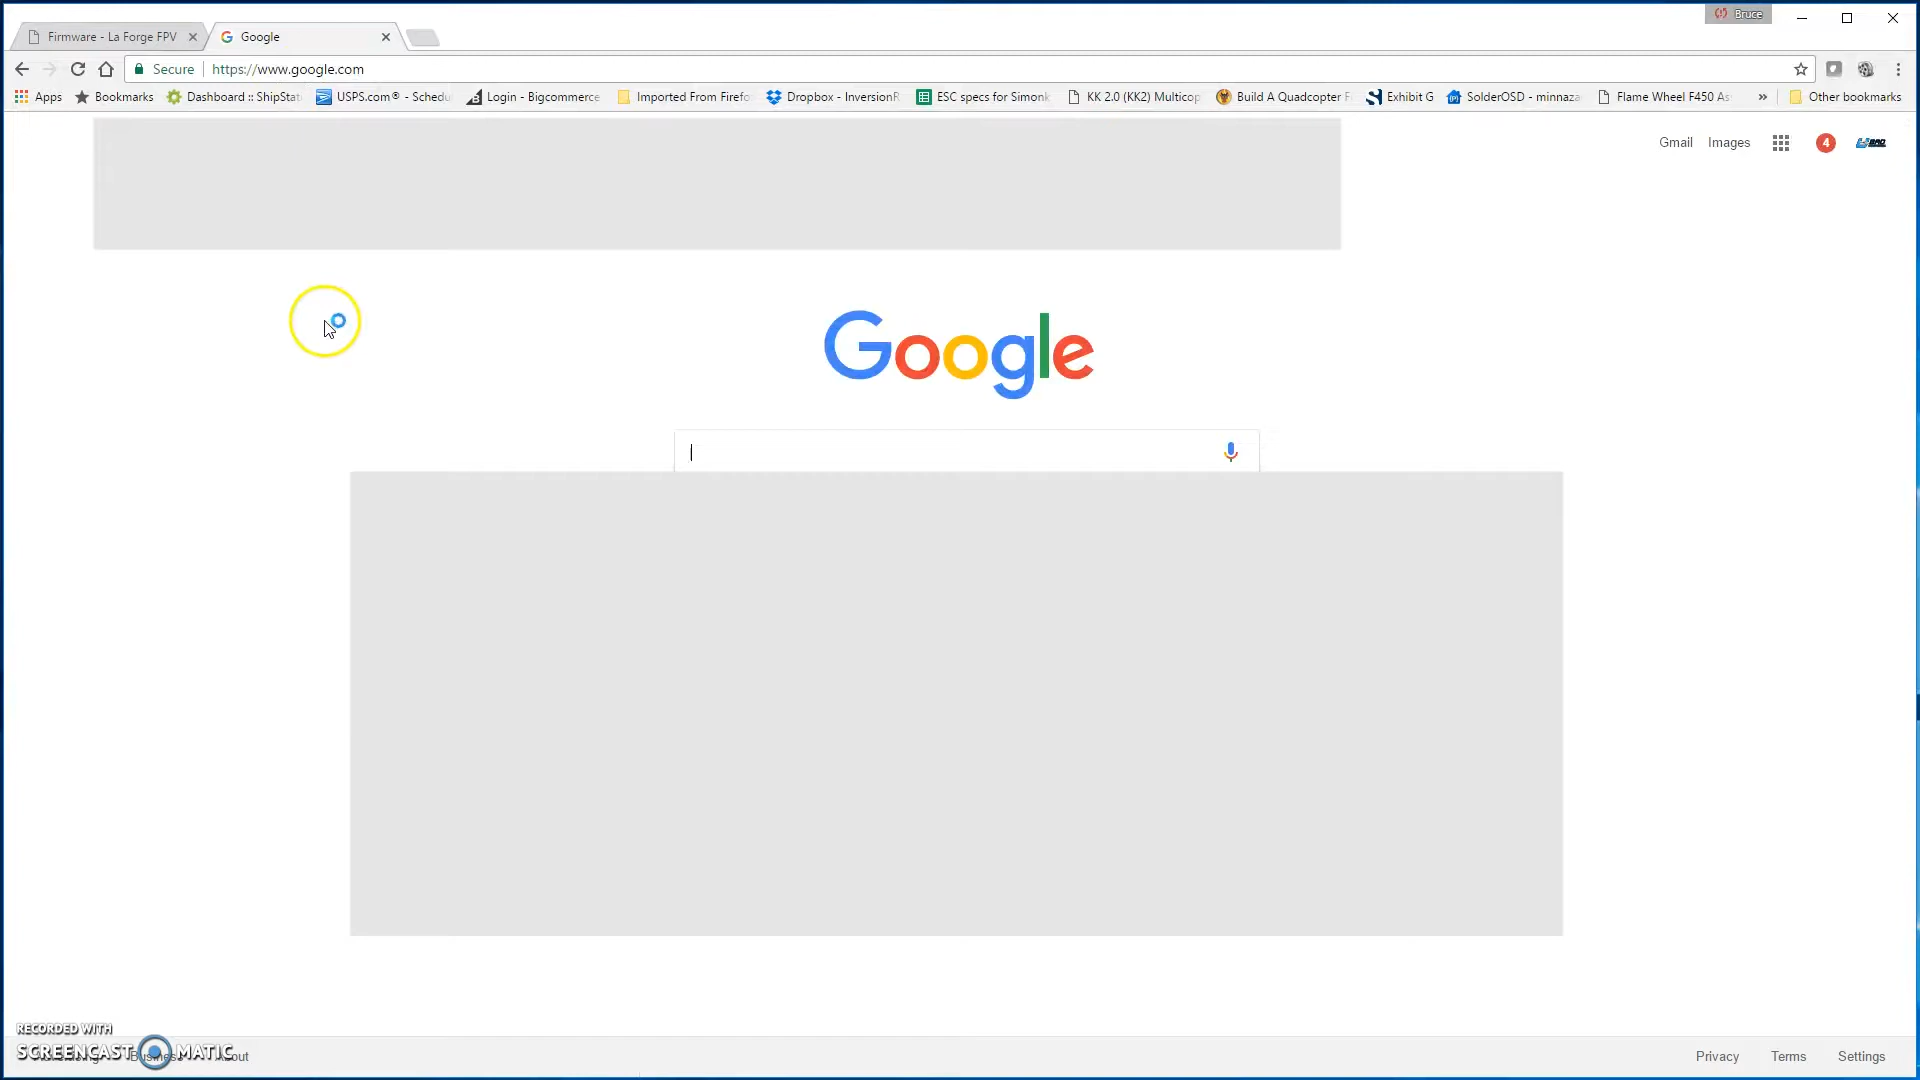 Bruce
Firmware - La Forge FPV
Google
Secure https://www.google.com
Apps Bookmarks Dashboard :: ShipStat USPS.com® - Schedu Login - Bigcommerce Imported From Firefo Dropbox - InversionR ESC specs for Simonk KK 2.0 (KK2) Multicop Build A Quadcopter F Exhibit G SolderOSD - minnaza Flame Wheel F450 As » Other bookmarks
Gmail Images 4
Google
RECORDED WITH
SCREENCAST MATIC
Business About
Privacy Terms Settings